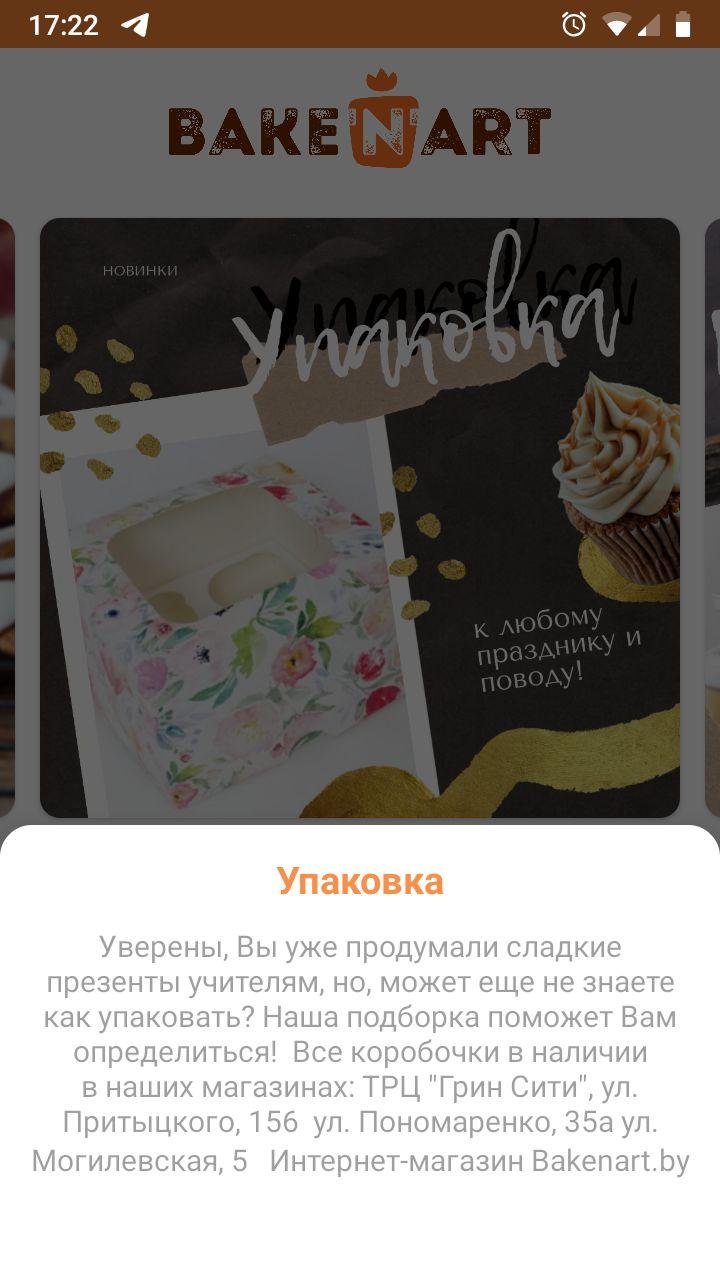 17:22
BAKENART
НОВИНКИ
Упаковка
к любому
празднику и
поводу!
Упаковка
Уверены, Вы уже продумали сладкие
презенты учителям, но, может еще не знаете
как упаковать? Наша подборка поможет Вам
определиться!  Все коробочки в наличии
в наших магазинах: ТРЦ "Грин Сити", ул.
Притыцкого, 156  ул. Пономаренко, 35а ул.
Могилевская, 5   Интернет-магазин Bakenart.by